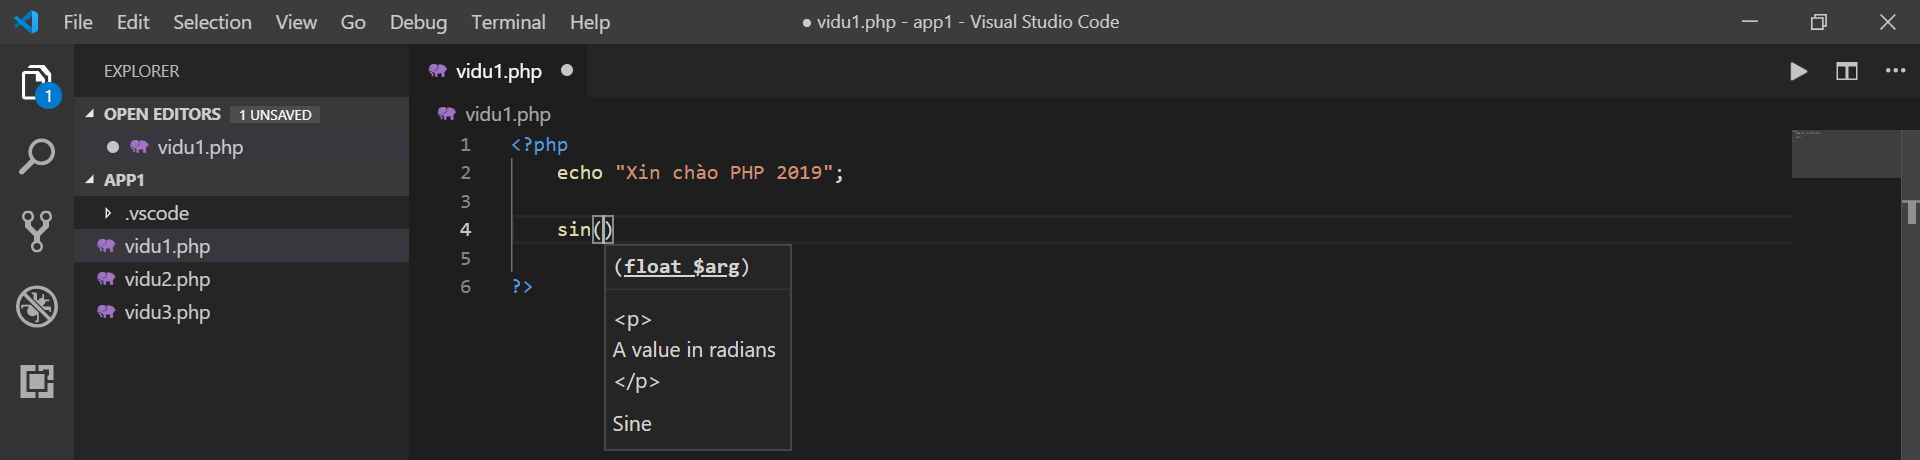 File Edit Selection View Go Debug Terminal Help ● vidu1.php - app1 - Visual Studio Code
1
EXPLORER
OPEN EDITORS 1 UNSAVED
vidu1.php
APP1
.vscode
vidu1.php
vidu2.php
vidu3.php
vidu1.php
vidu1.php
1 <?php
2 echo "Xin chào PHP 2019";
3
4 sin()
5
6 ?>
(float $arg)
<p>
A value in radians
</p>
Sine